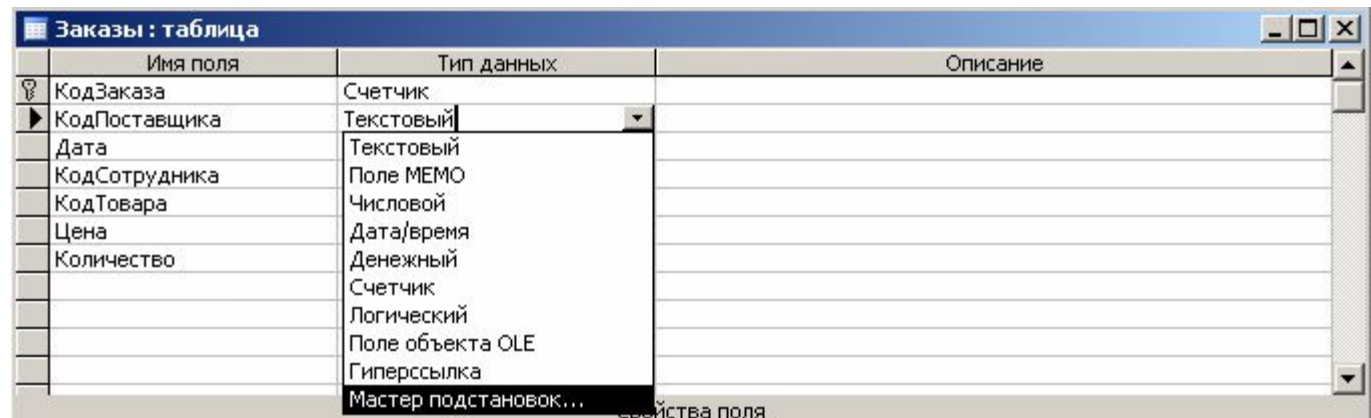 Заказы : таблица
Имя поля Тип данных Описание
КодЗаказа Счетчик
КодПоставщика Текстовый
Дата Текстовый
КодСотрудника Поле МЕМО
КодТовара Числовой
Цена Дата/время
Количество Денежный
Счетчик
Логический
Поле объекта OLE
Гиперссылка
Мастер подстановок...
поля